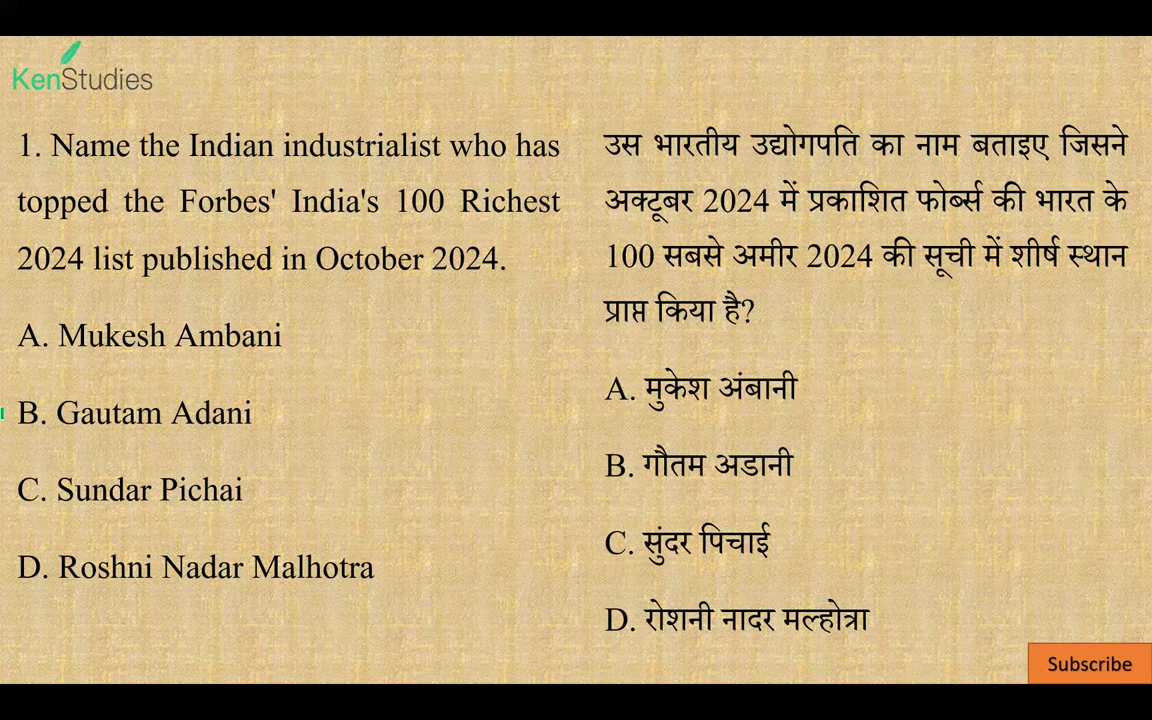 KenStudies
1. Name the Indian industrialist who has
topped the Forbes' India's 100 Richest
2024 list published in October 2024.
A. Mukesh Ambani
B. Gautam Adani
C. Sundar Pichai
D. Roshni Nadar Malhotra
उस भारतीय उद्योगपति का नाम बताइए जिसने
अक्टूबर 2024 में प्रकाशित फोर्ब्स की भारत के
100 सबसे अमीर 2024 की सूची में शीर्ष स्थान
प्राप्त किया है?
A. मुकेश अंबानी
B. गौतम अडानी
C. सुंदर पिचाई
D. रोशनी नादर मल्होत्रा
Subscribe